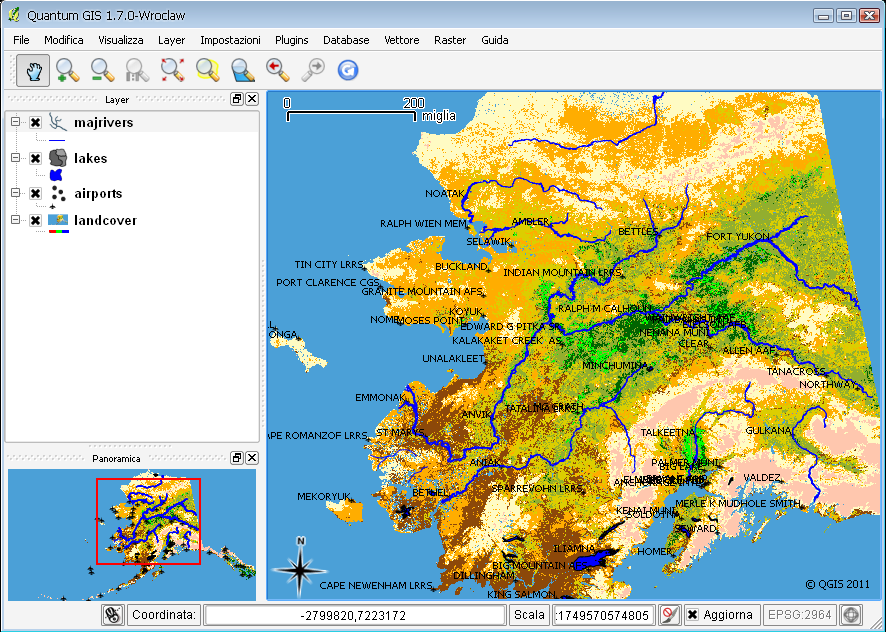 Quantum GIS 1.7.0-Wroclaw
File Modifica Visualizza Layer Impostazioni Plugins Database Vettore Raster Guida
Layer
majrivers
lakes
airports
landcover
Panoramica
0 200
miglia
NOATAK
RALPH WIEN MEM
AMBLER
SELAWIK
BETTLES
FORT YUKON
TIN CITY LRRS
BUCKLAND
INDIAN MOUNTAIN LRRS
PORT CLARENCE CGS
GRANITE MOUNTAIN AFS
KOYUK
RALPH M CALHOUN
NOME
MOSES POINT
EDWARD G PITKA SR
NENANA MUNI
KALAKAKET CREEK AS
CLEAR
ALLEN AAF
UNALAKLEET
MINCHUMINA
TANACROSS
NORTHWAY
EMMONAK
ANVIK
TATALINA LRRS
ST MARYS
APE ROMANZOF LRRS
TALKEETNA
GULKANA
ANIAK
PALMER MUNI
MEKORYUK
BETHEL
SPARREVOHN LRRS
VALDEZ
MERLE K MUDHOLE SMITH
KENAI MUNI
SOLDOTNA
SEWARD
ILIAMNA
HOMER
BIG MOUNTAIN A
DILLINGHAM
CAPE NEWENHAM LRRS
KING SALMON
N
© QGIS 2011
Coordinata: -2799820,7223172 Scala :1749570574805 Aggiorna EPSG:2964